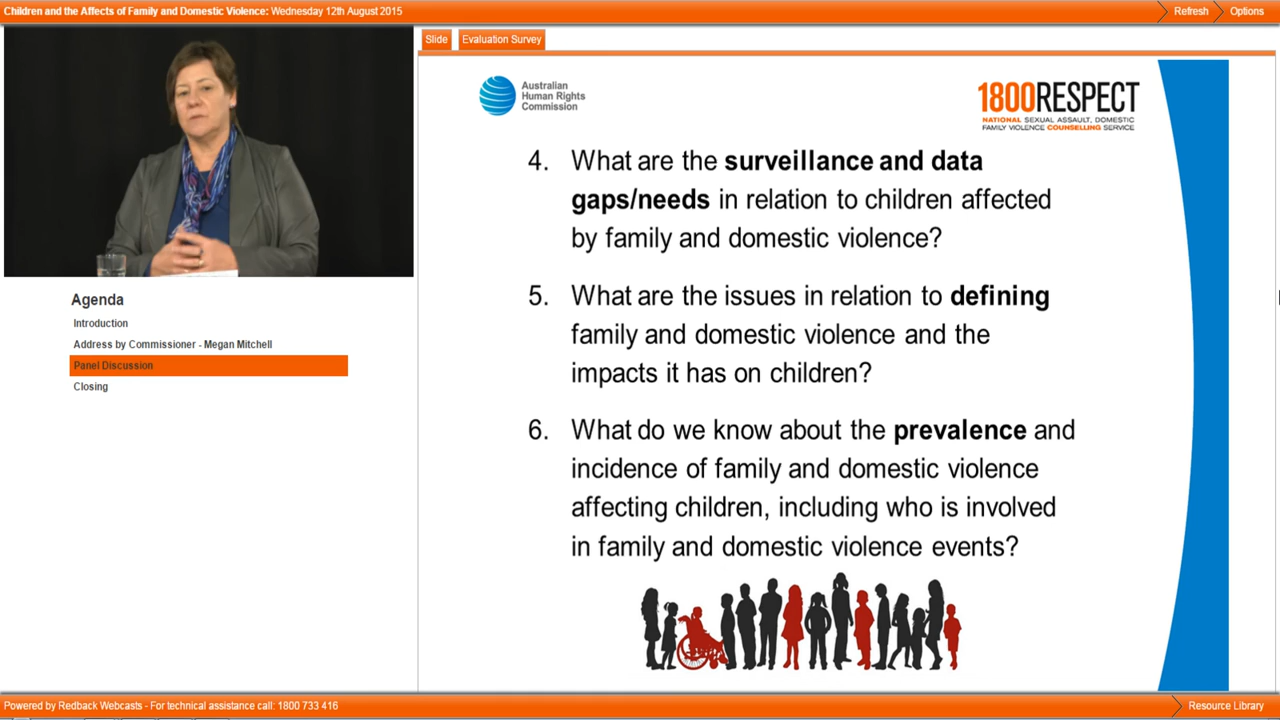 Children and the Affects of Family and Domestic Violence: Wednesday 12th August 2015
Refresh
Options
Slide
Evaluation Survey
Australian
Human Rights
Commission
1800RESPECT
NATIONAL SEXUAL ASSAULT, DOMESTIC
FAMILY VIOLENCE COUNSELLING SERVICE
4. What are the surveillance and data
gaps/needs in relation to children affected
by family and domestic violence?
5. What are the issues in relation to defining
family and domestic violence and the
impacts it has on children?
6. What do we know about the prevalence and
incidence of family and domestic violence
affecting children, including who is involved
in family and domestic violence events?
Agenda
Introduction
Address by Commissioner - Megan Mitchell
Panel Discussion
Closing
Powered by Redback Webcasts - For technical assistance call: 1800 733 416
Resource Library